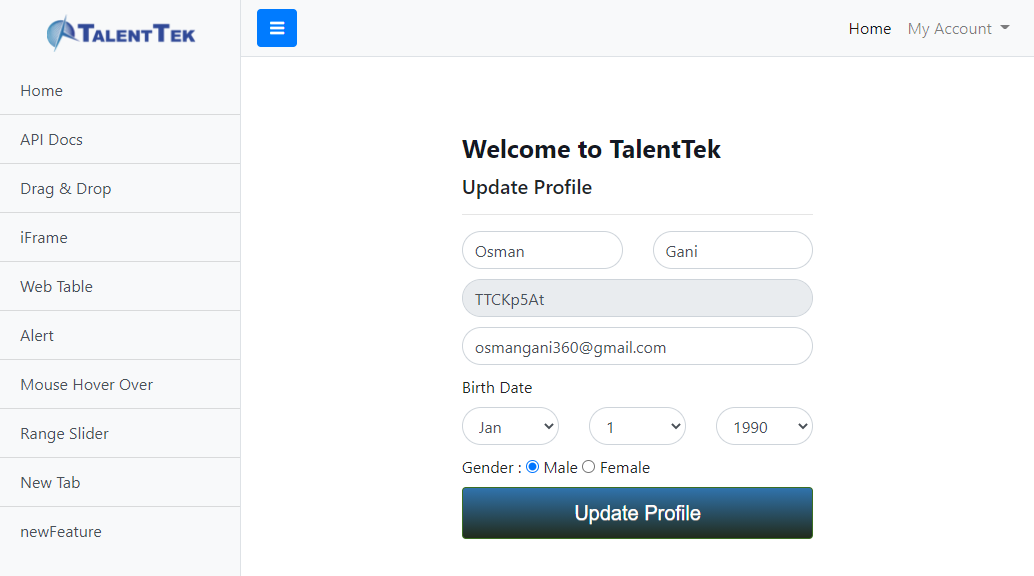 TALENTTEK
Home
API Docs
Drag & Drop
iFrame
Web Table
Alert
Mouse Hover Over
Range Slider
New Tab
newFeature
Home My Account
Welcome to TalentTek
Update Profile
Osman Gani
TTCKp5At
osmangani360@gmail.com
Birth Date
Jan 1 1990
Gender : Male Female
Update Profile